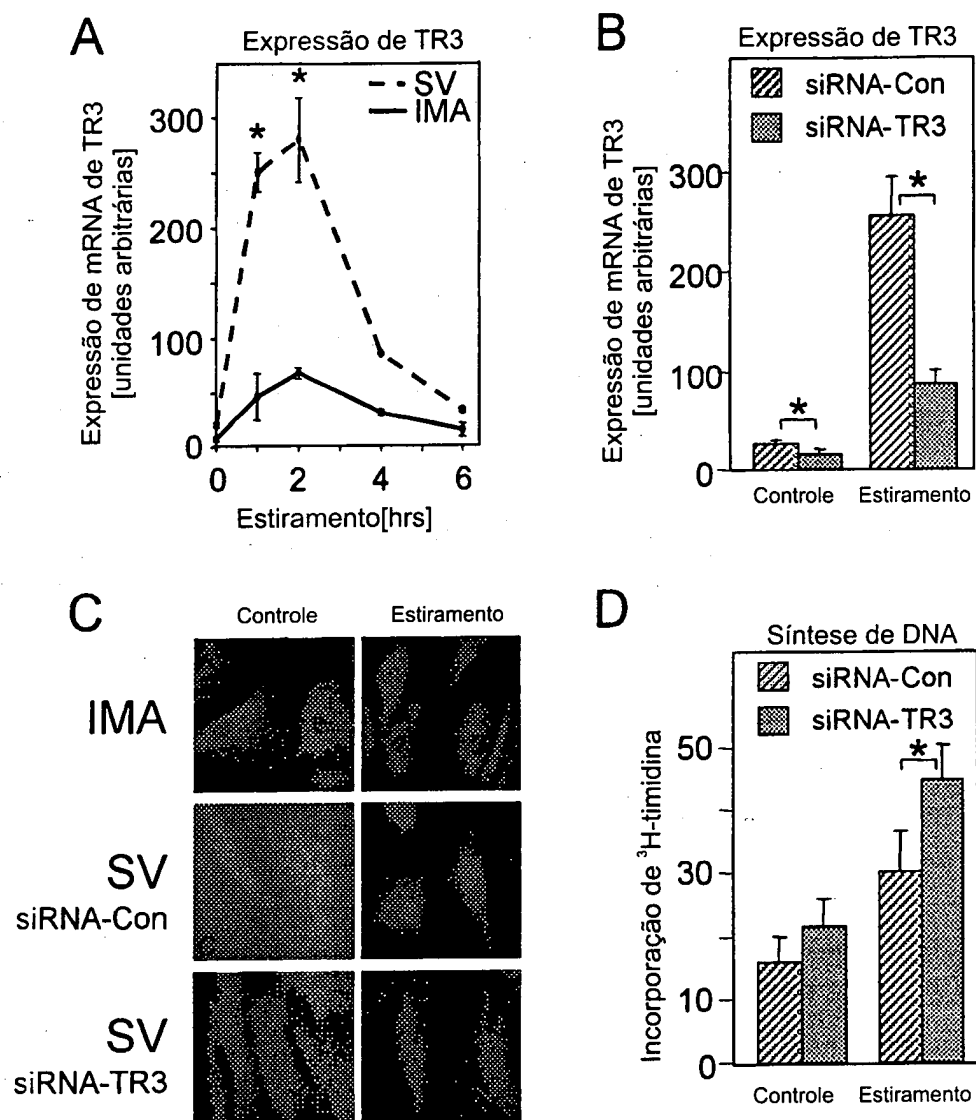 A
Expressão de TR3
Expressão de mRNA de TR3
[unidades arbitrárias]
300
200
100
0
* *
SV
IMA
0 2 4 6
Estiramento[hrs]
B
Expressão de TR3
siRNA-Con
siRNA-TR3
Expressão de mRNA de TR3
[unidades arbitrárias]
300
200
100
0
* *
Controle Estiramento
C
Controle Estiramento
IMA
SV
siRNA-Con
SV
siRNA-TR3
D
Síntese de DNA
siRNA-Con
siRNA-TR3
Incorporação de ³H-timidina
50
30
10
0
*
Controle Estiramento